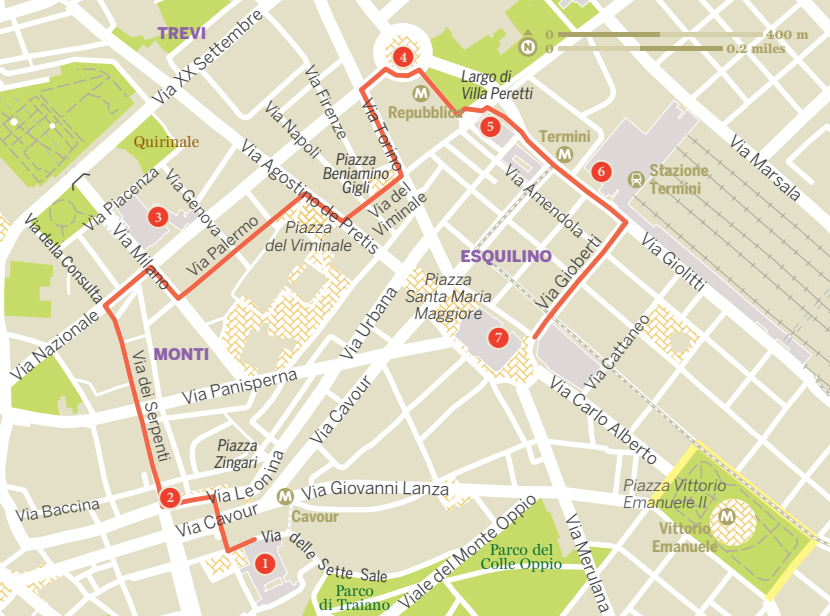 TREVI
Via XX Settembre
N
0 400 m
0 0.2 miles
4
Via Firenze
Largo di
Villa Peretti
M
Repubblica
Via Torino
Via Napoli
5
Termini
M
Quirinale
Via Marsala
Piazza
Beniamino
Gigli
6
Stazione
Termini
Via Agostino de Pretis
Via Piacenza
Via Genova
Via del
Viminale
Via Amendola
3
Via della Consulta
Via Milano
Via Palermo
Piazza
del Viminale
ESQUILINO
Via Gioberti
Via Giolitti
Piazza
Santa Maria
Maggiore
Via Nazionale
MONTI
Via Urbana
7
Via Cattaneo
Via dei Serpenti
Via Panisperna
Via Cavour
Via Carlo Alberto
Piazza
Zingari
Via Leonina
2
M
Cavour
Via Giovanni Lanza
Piazza Vittorio
Emanuele II
M
Vittorio
Emanuele
Via Baccina
Via Cavour
1
Via delle Sette Sale
Viale del Monte Oppio
Via Merulana
Parco del
Colle Oppio
Parco
di Traiano